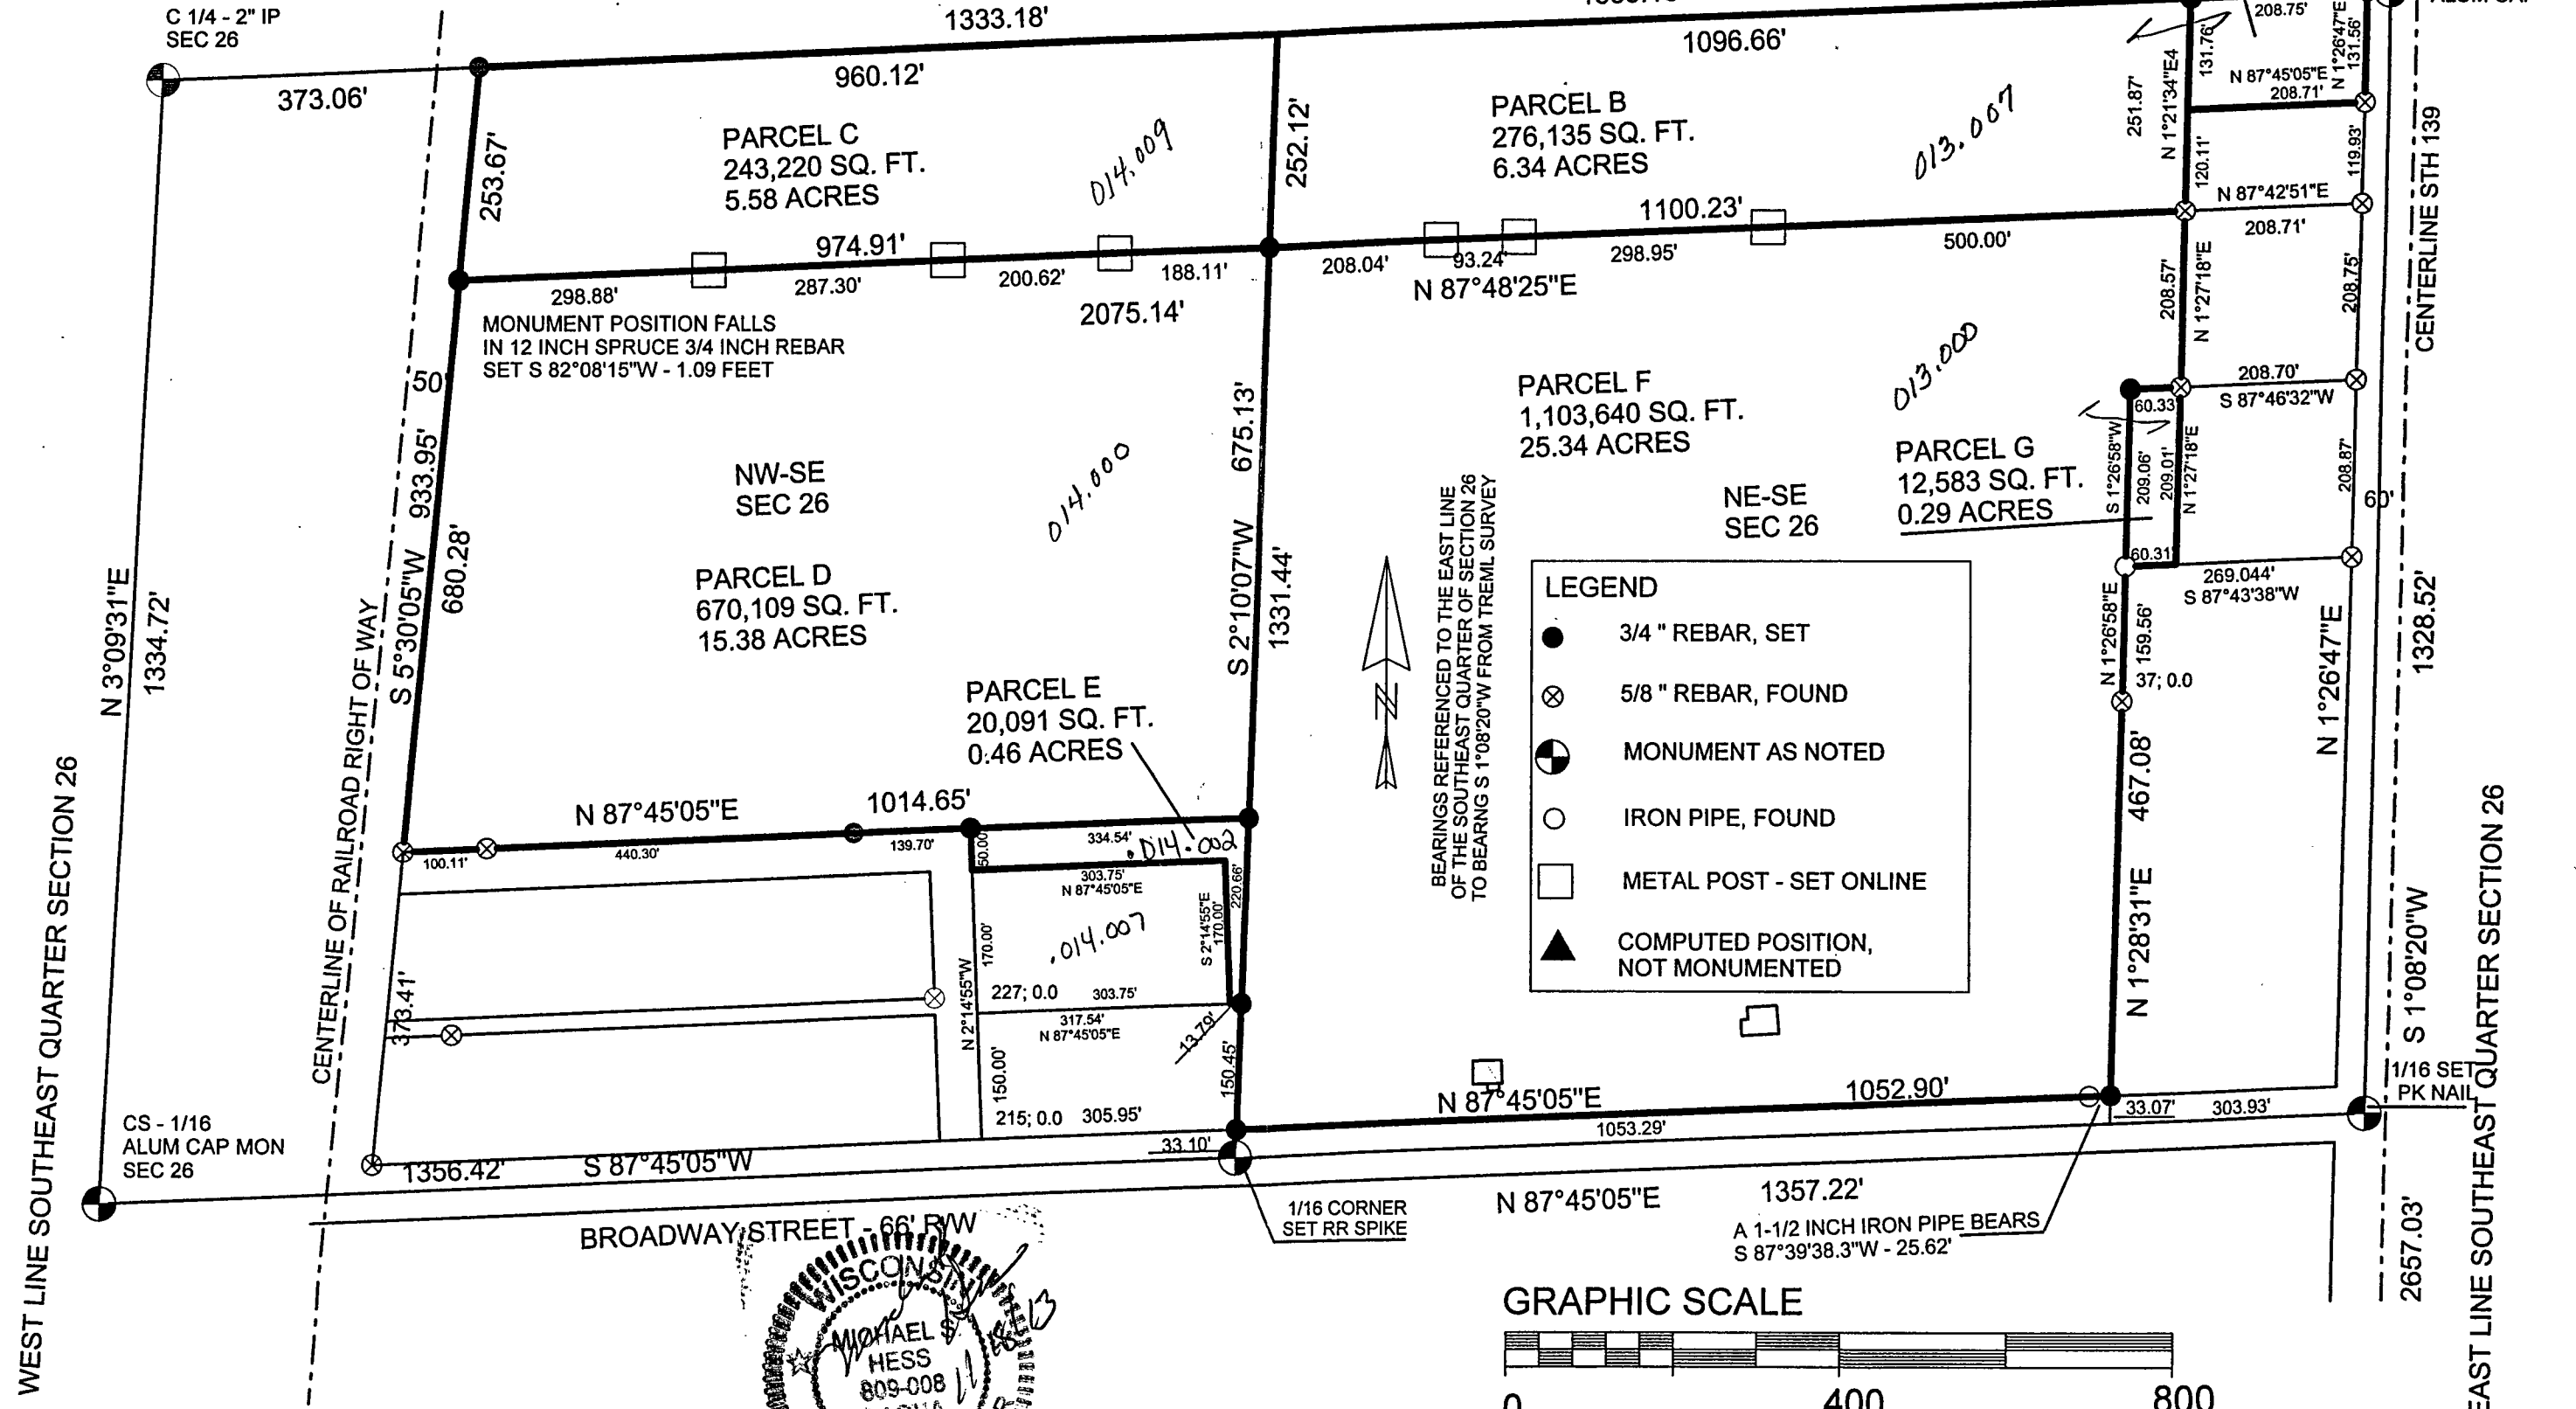 C 1/4 - 2" IP
SEC 26
1333.18'
208.75'
373.06'
960.12'
1096.66'
131.76'
N 1°26'47"E
131.56'
N 87°45'05"E
208.71'
251.87'
N 1°21'34"E4
PARCEL C
243,220 SQ. FT.
5.58 ACRES
014.009
253.67'
252.12'
PARCEL B
276,135 SQ. FT.
6.34 ACRES
013.007
120.11'
119.93'
N 87°42'51"E
208.71'
CENTERLINE STH 139
974.91'
298.88'
287.30'
200.62'
188.11'
2075.14'
1100.23'
208.04'
93.24'
298.95'
500.00'
N 87°48'25"E
208.57'
N 1°27'18"E
208.75'
MONUMENT POSITION FALLS
IN 12 INCH SPRUCE 3/4 INCH REBAR
SET S 82°08'15"W - 1.09 FEET
50'
S 5°30'05"W 933.95'
680.28'
675.13'
S 2°10'07"W
1331.44'
NW-SE
SEC 26
014.000
PARCEL D
670,109 SQ. FT.
15.38 ACRES
PARCEL F
1,103,640 SQ. FT.
25.34 ACRES
013.000
NE-SE
SEC 26
PARCEL G
12,583 SQ. FT.
0.29 ACRES
208.70'
S 87°46'32"W
60.33'
S 1°26'58"W
209.06'
209.01'
N 1°27'18"E
208.87'
60'
60.31'
269.044'
S 87°43'38"W
N 1°26'58"E
159.56'
37; 0.0
N 1°26'47"E
1328.52'
BEARINGS REFERENCED TO THE EAST LINE
OF THE SOUTHEAST QUARTER OF SECTION 26
TO BEARNG S 1°08'20"W FROM TREML SURVEY
N
LEGEND
3/4 " REBAR, SET
5/8 " REBAR, FOUND
MONUMENT AS NOTED
IRON PIPE, FOUND
METAL POST - SET ONLINE
COMPUTED POSITION,
NOT MONUMENTED
N 3°09'31"E
1334.72'
WEST LINE SOUTHEAST QUARTER SECTION 26
CENTERLINE OF RAILROAD RIGHT OF WAY
PARCEL E
20,091 SQ. FT.
0.46 ACRES
N 87°45'05"E
1014.65'
100.11'
440.30'
139.70'
334.54'
50.00'
.014.002
303.75'
N 87°45'05"E
220.66'
S 2°14'55"E
170.00'
.014.007
170.00'
N 2°14'55"W
227; 0.0
303.75'
317.54'
N 87°45'05"E
13.79'
150.00'
150.45'
215; 0.0
305.95'
373.41'
467.08'
N 1°28'31"E
S 1°08'20"W
EAST LINE SOUTHEAST QUARTER SECTION 26
2657.03'
CS - 1/16
ALUM CAP MON
SEC 26
1356.42'
S 87°45'05"W
33.10'
N 87°45'05"E
1052.90'
1053.29'
33.07'
303.93'
1/16 SET
PK NAIL
BROADWAY STREET - 66' R/W
1/16 CORNER
SET RR SPIKE
N 87°45'05"E
1357.22'
A 1-1/2 INCH IRON PIPE BEARS
S 87°39'38.3"W - 25.62'
WISCONSIN
MICHAEL S.
HESS
809-008
GRAPHIC SCALE
0
400
800